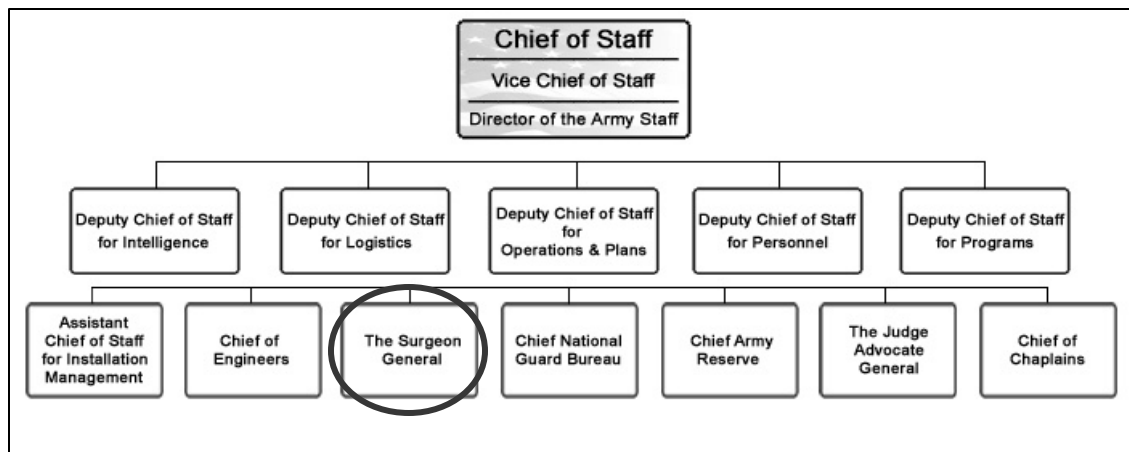 Chief of Staff
Vice Chief of Staff
Director of the Army Staff
Deputy Chief of Staff
for Intelligence
Deputy Chief of Staff
for Logistics
Deputy Chief of Staff
for
Operations & Plans
Deputy Chief of Staff
for Personnel
Deputy Chief of Staff
for Programs
Assistant
Chief of Staff
for Installation
Management
Chief of
Engineers
The Surgeon
General
Chief National
Guard Bureau
Chief Army
Reserve
The Judge
Advocate
General
Chief of
Chaplains